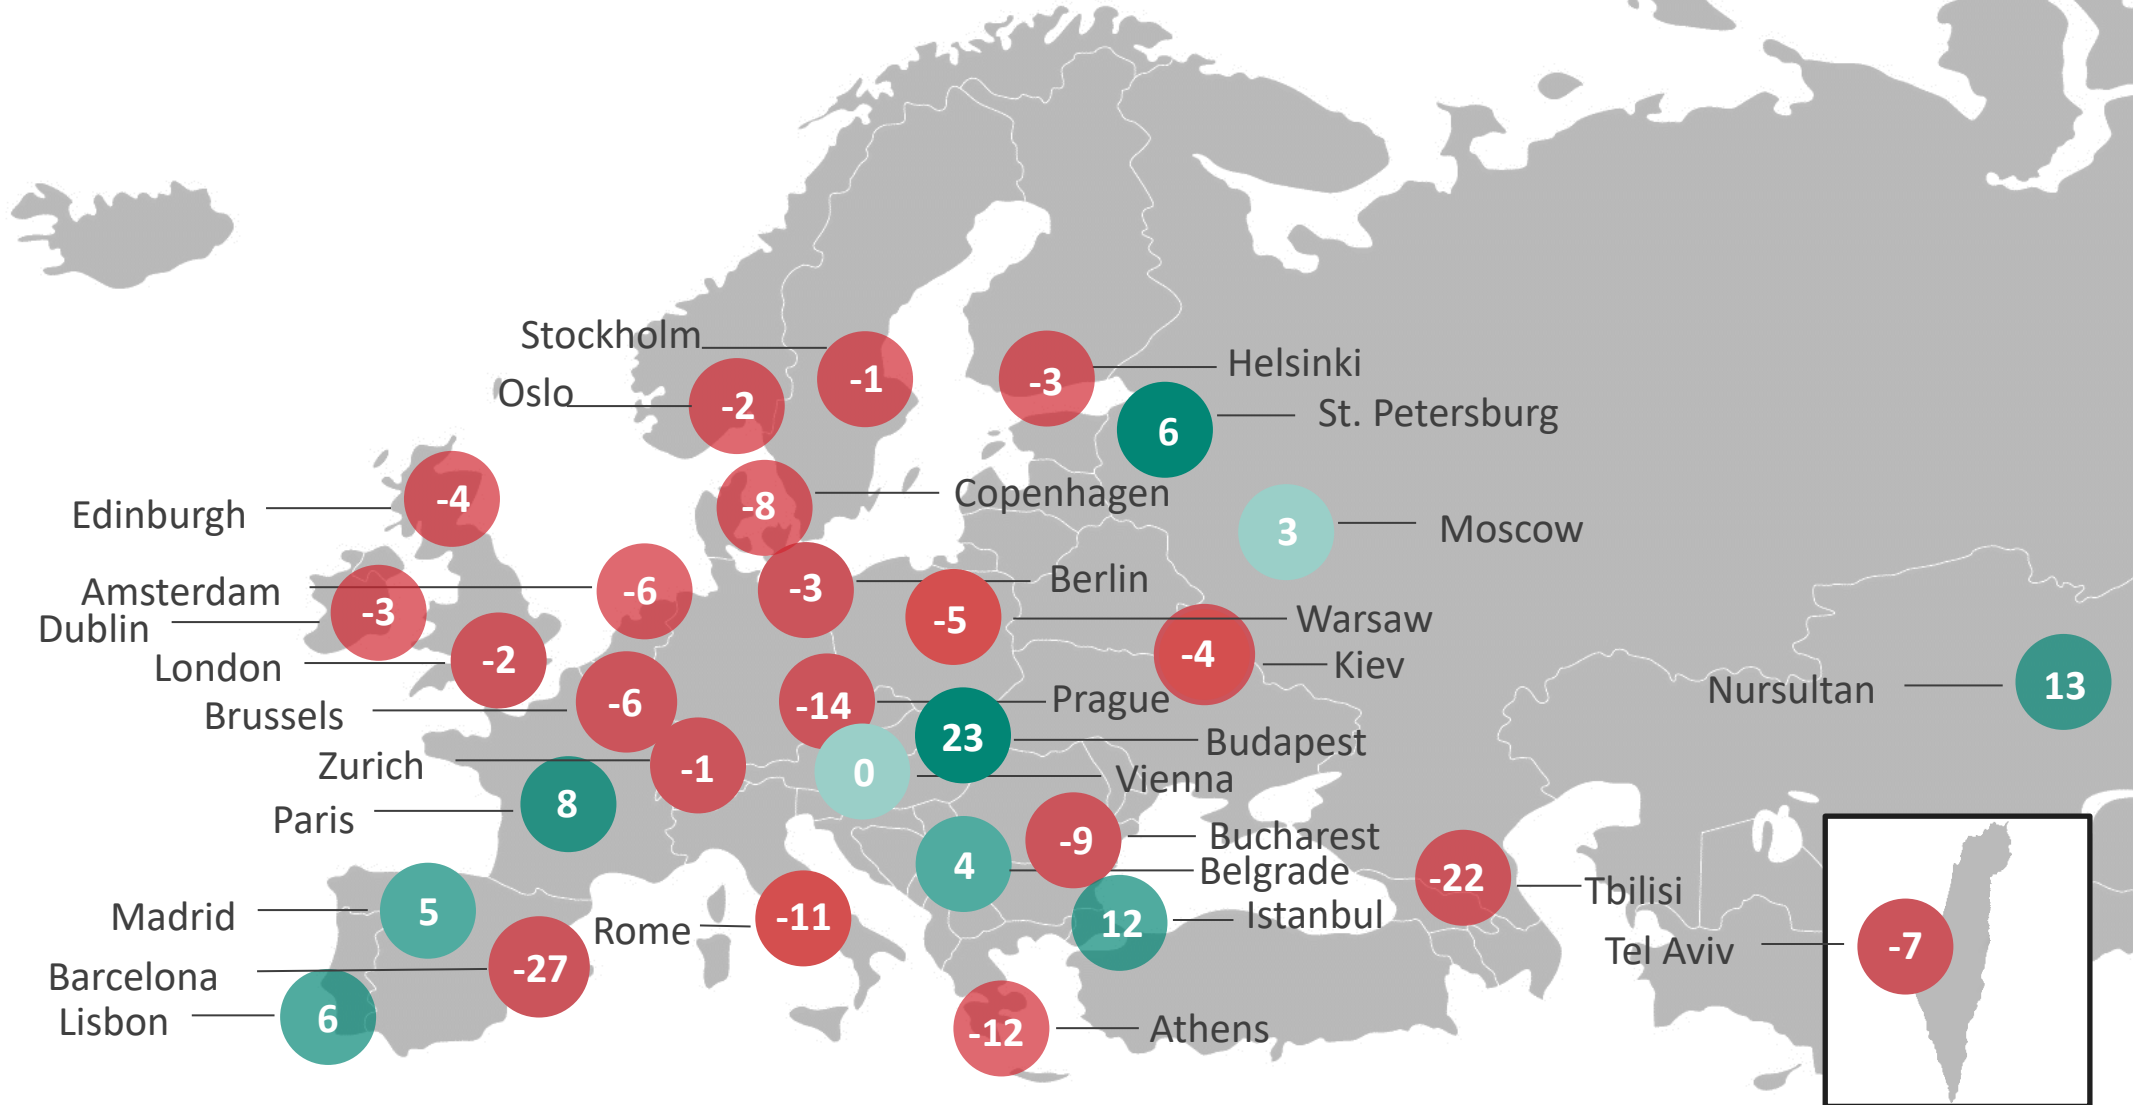 Stockholm
-1
Helsinki
-3
Oslo
-2
St. Petersburg
6
Edinburgh
-4
Copenhagen
-8
Moscow
3
Amsterdam
-6
Berlin
-3
Dublin
-3
Warsaw
-5
London
-2
Kiev
-4
Brussels
-6
Prague
-14
Nursultan
13
Budapest
23
Zurich
-1
Vienna
0
Paris
8
Bucharest
-9
Belgrade
4
Tbilisi
-22
Madrid
5
Rome
-11
Istanbul
12
Tel Aviv
-7
Barcelona
-27
Lisbon
6
Athens
-12